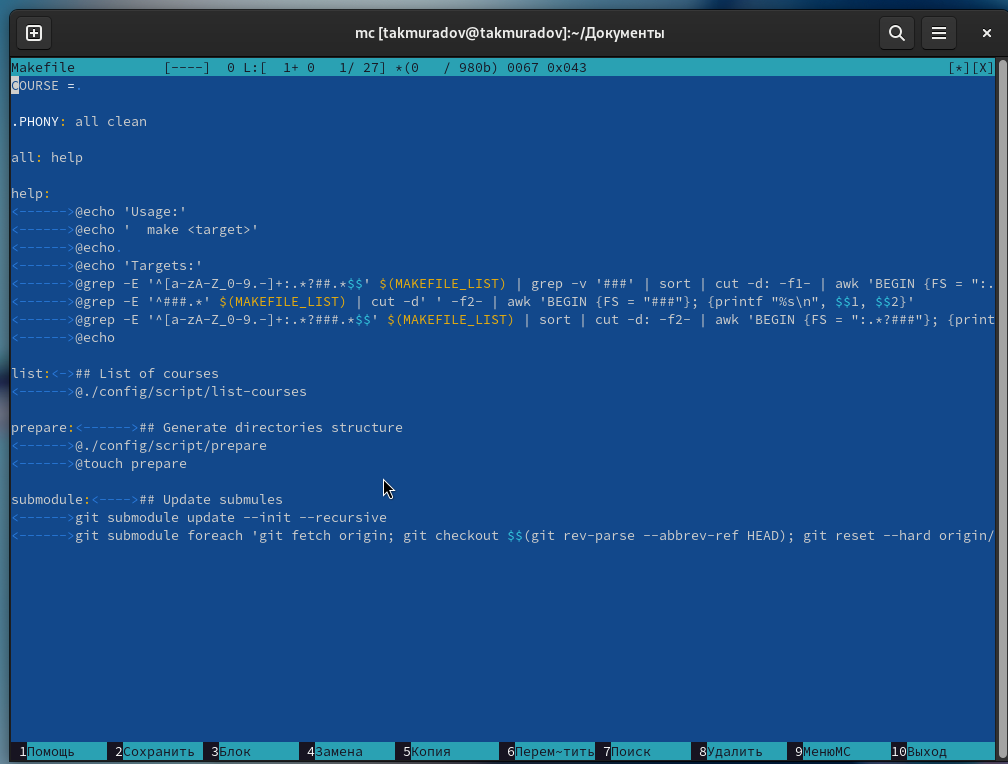 mc [takmuradov@takmuradov]:~/Документы
Makefile [----] 0 L:[ 1+ 0 1/ 27] *(0 / 980b) 0067 0x043 [*][X]
COURSE =.

.PHONY: all clean

all: help

help:
<------>@echo 'Usage:'
<------>@echo '  make <target>'
<------>@echo.
<------>@echo 'Targets:'
<------>@grep -E '^[a-zA-Z_0-9.-]+:.*?##.*$$' $(MAKEFILE_LIST) | grep -v '###' | sort | cut -d: -f1- | awk 'BEGIN {FS = ":.
<------>@grep -E '^###.*' $(MAKEFILE_LIST) | cut -d' ' -f2- | awk 'BEGIN {FS = "###"}; {printf "%s\n", $$1, $$2}'
<------>@grep -E '^[a-zA-Z_0-9.-]+:.*?###.*$$' $(MAKEFILE_LIST) | sort | cut -d: -f2- | awk 'BEGIN {FS = ":.*?###"}; {print
<------>@echo

list:<->## List of courses
<------>@./config/script/list-courses

prepare:<------>## Generate directories structure
<------>@./config/script/prepare
<------>@touch prepare

submodule:<---->## Update submules
<------>git submodule update --init --recursive
<------>git submodule foreach 'git fetch origin; git checkout $$(git rev-parse --abbrev-ref HEAD); git reset --hard origin/
1Помощь 2Сохранить 3Блок 4Замена 5Копия 6Перем~тить 7Поиск 8Удалить 9МенюMC 10Выход